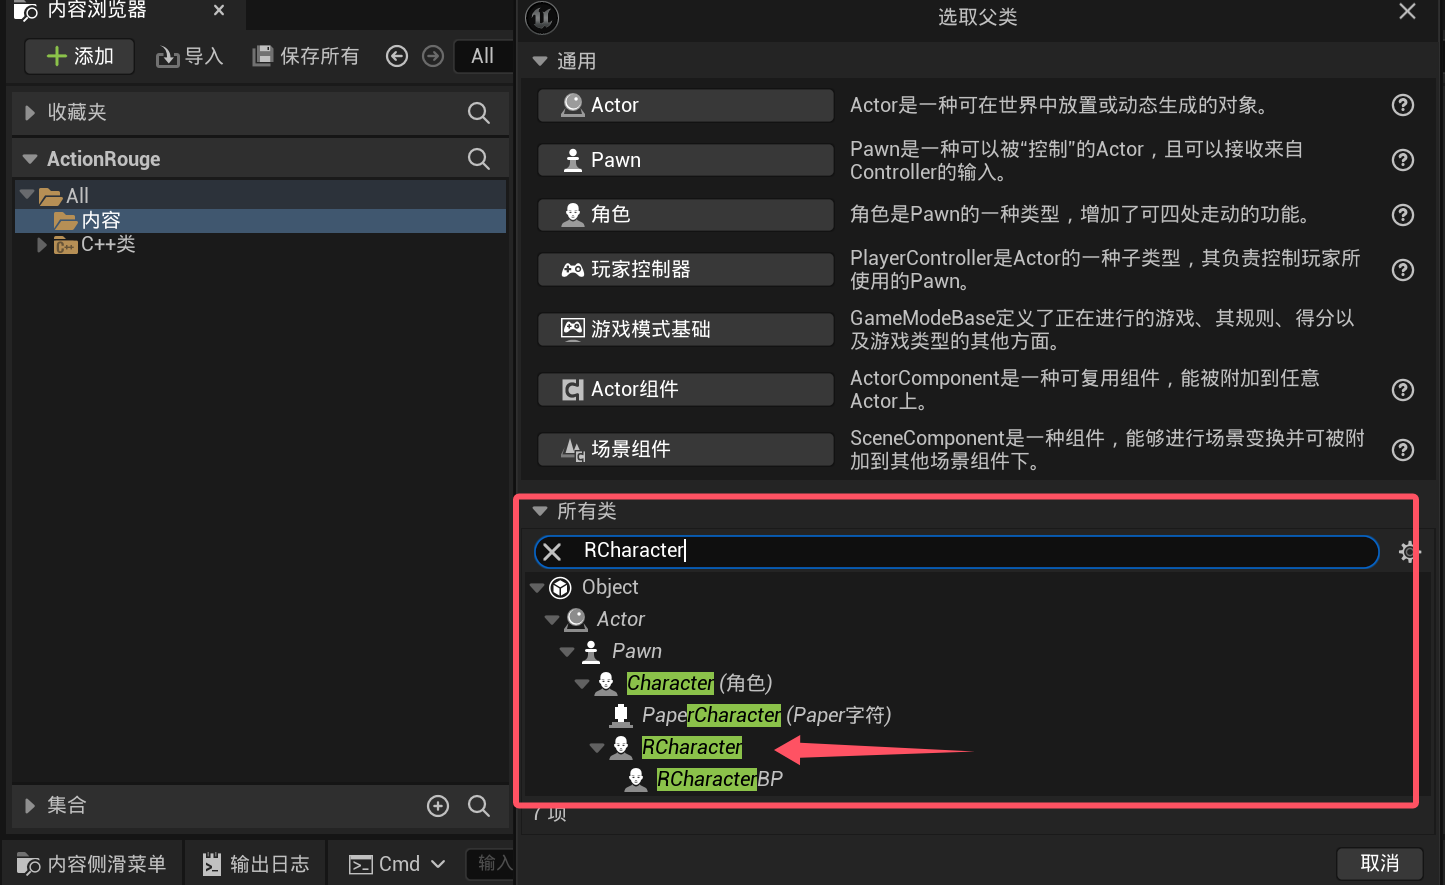 内容浏览器
添加
导入
保存所有
All
收藏夹
ActionRouge
All
内容
C++
C++类
集合
内容侧滑菜单
输出日志
Cmd
输入
选取父类
通用
Actor
Actor是一种可在世界中放置或动态生成的对象。
Pawn
Pawn是一种可以被“控制”的Actor，且可以接收来自
Controller的输入。
角色
角色是Pawn的一种类型，增加了可四处走动的功能。
玩家控制器
PlayerController是Actor的一种子类型，其负责控制玩家所
使用的Pawn。
游戏模式基础
GameModeBase定义了正在进行的游戏、其规则、得分以
及游戏类型的其他方面。
Actor组件
ActorComponent是一种可复用组件，能被附加到任意
Actor上。
场景组件
SceneComponent是一种组件，能够进行场景变换并可被附
加到其他场景组件下。
所有类
RCharacter
Object
Actor
Pawn
Character (角色)
PaperCharacter (Paper字符)
RCharacter
RCharacterBP
7 项
取消